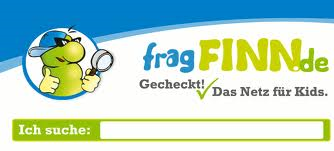 fragFINN.de
Gecheckt! Das Netz für Kids.
Ich suche: